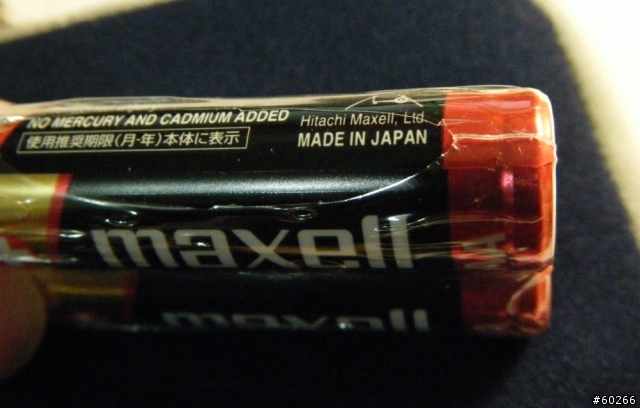 NO MERCURY AND CADMIUM ADDED
使用推奨期限(月-年)本体に表示
Hitachi Maxell, Ltd
MADE IN JAPAN
maxell
maxell
#60266